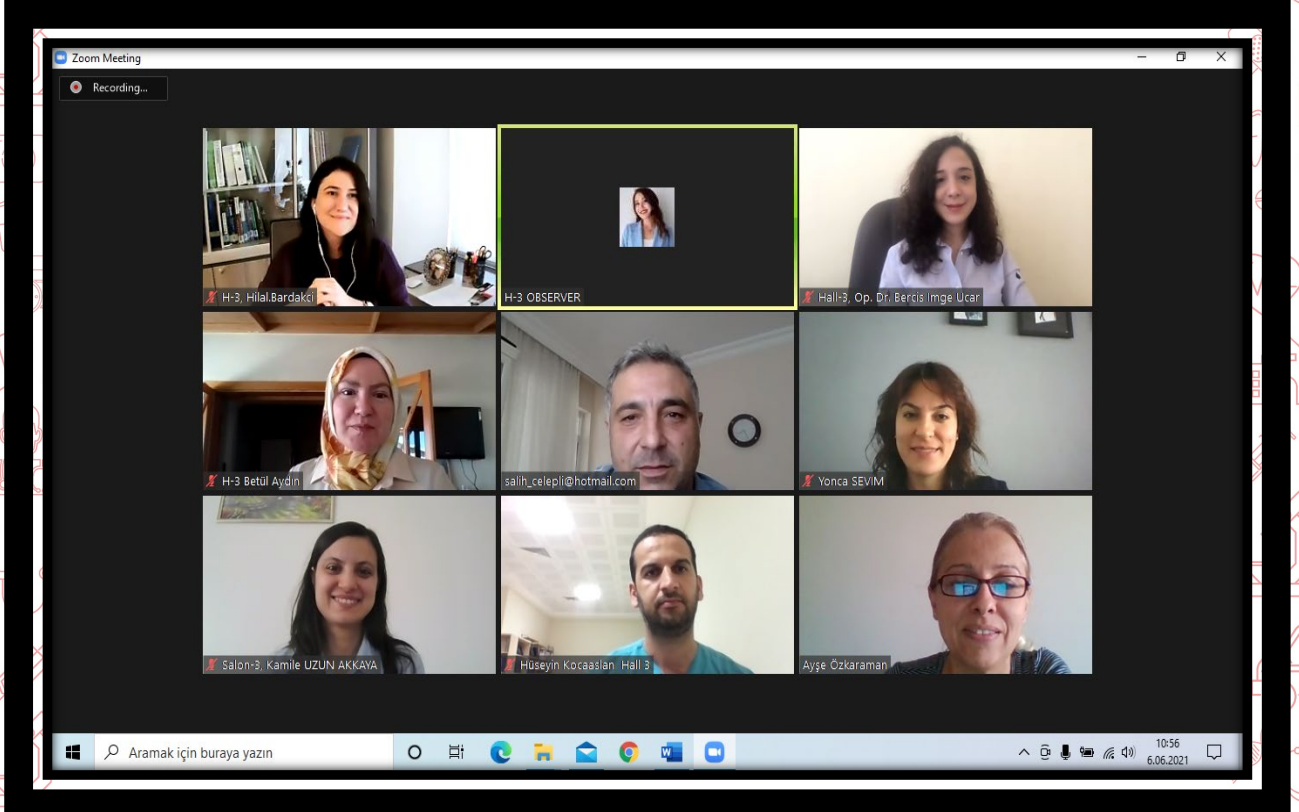 Zoom Meeting
Recording...
H-3, Hilal.Bardakci
H-3 OBSERVER
Hall-3, Op. Dr. Bercis Imge Ucar
H-3 Betül Aydın
salih_celepli@hotmail.com
Yonca SEVIM
Salon-3, Kamile UZUN AKKAYA
Hüseyin Kocaaslan Hall 3
Ayşe Özkaraman
Aramak için buraya yazın
10:56
6.06.2021